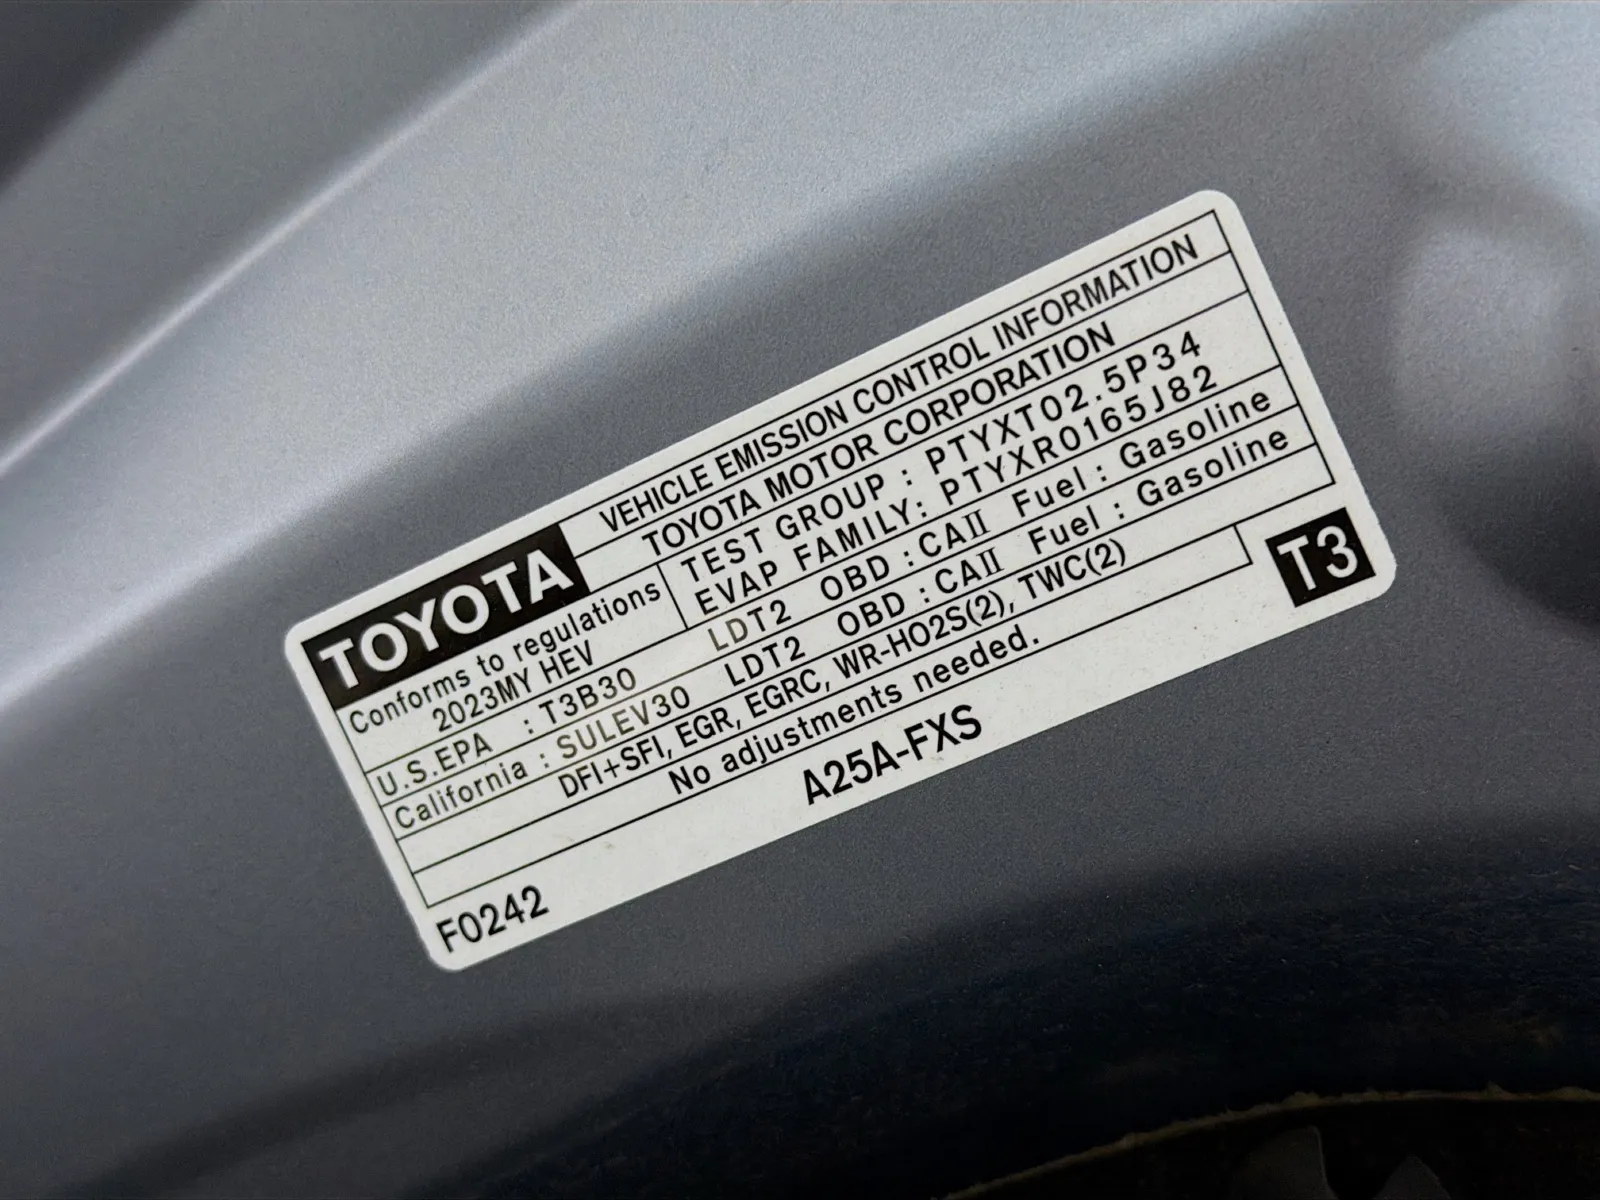 TOYOTA
VEHICLE EMISSION CONTROL INFORMATION
TOYOTA MOTOR CORPORATION
Conforms to regulations
2023MY HEV
TEST GROUP : PTYXT02.5P34
EVAP FAMILY: PTYXR0165J82
U.S.EPA : T3B30 LDT2 OBD : CAII Fuel : Gasoline
California : SULEV30 LDT2 OBD : CAII Fuel : Gasoline
DFI+SFI, EGR, EGRC, WR-HO2S(2), TWC(2)
No adjustments needed.
T3
A25A-FXS
F0242